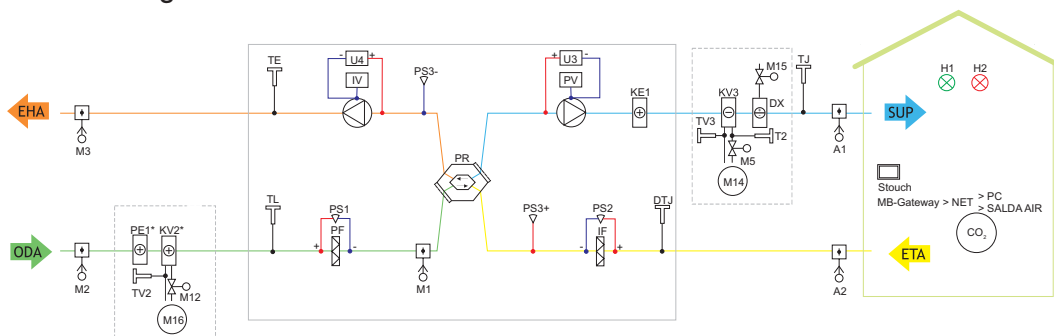 TE
- U4 +
IV
PS3-
+ U3 -
PV
KE1
KV3
M15
DX
TJ
H1 H2
EHA
SUP
M3
TV3
T2
M5
M14
A1
PR
Stouch
MB-Gateway > NET > PC
> SALDA AIR
CO2
TL
PS1
+ PF -
PS3+
PS2
- IF +
DTJ
PE1* KV2*
ODA
ETA
M2
TV2
M12
M16
M1
A2